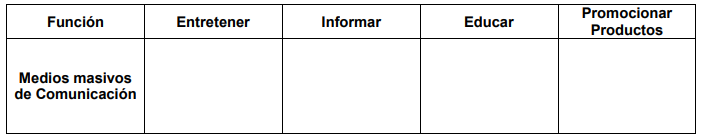 Función Entretener Informar Educar Promocionar
Productos
Medios masivos
de Comunicación